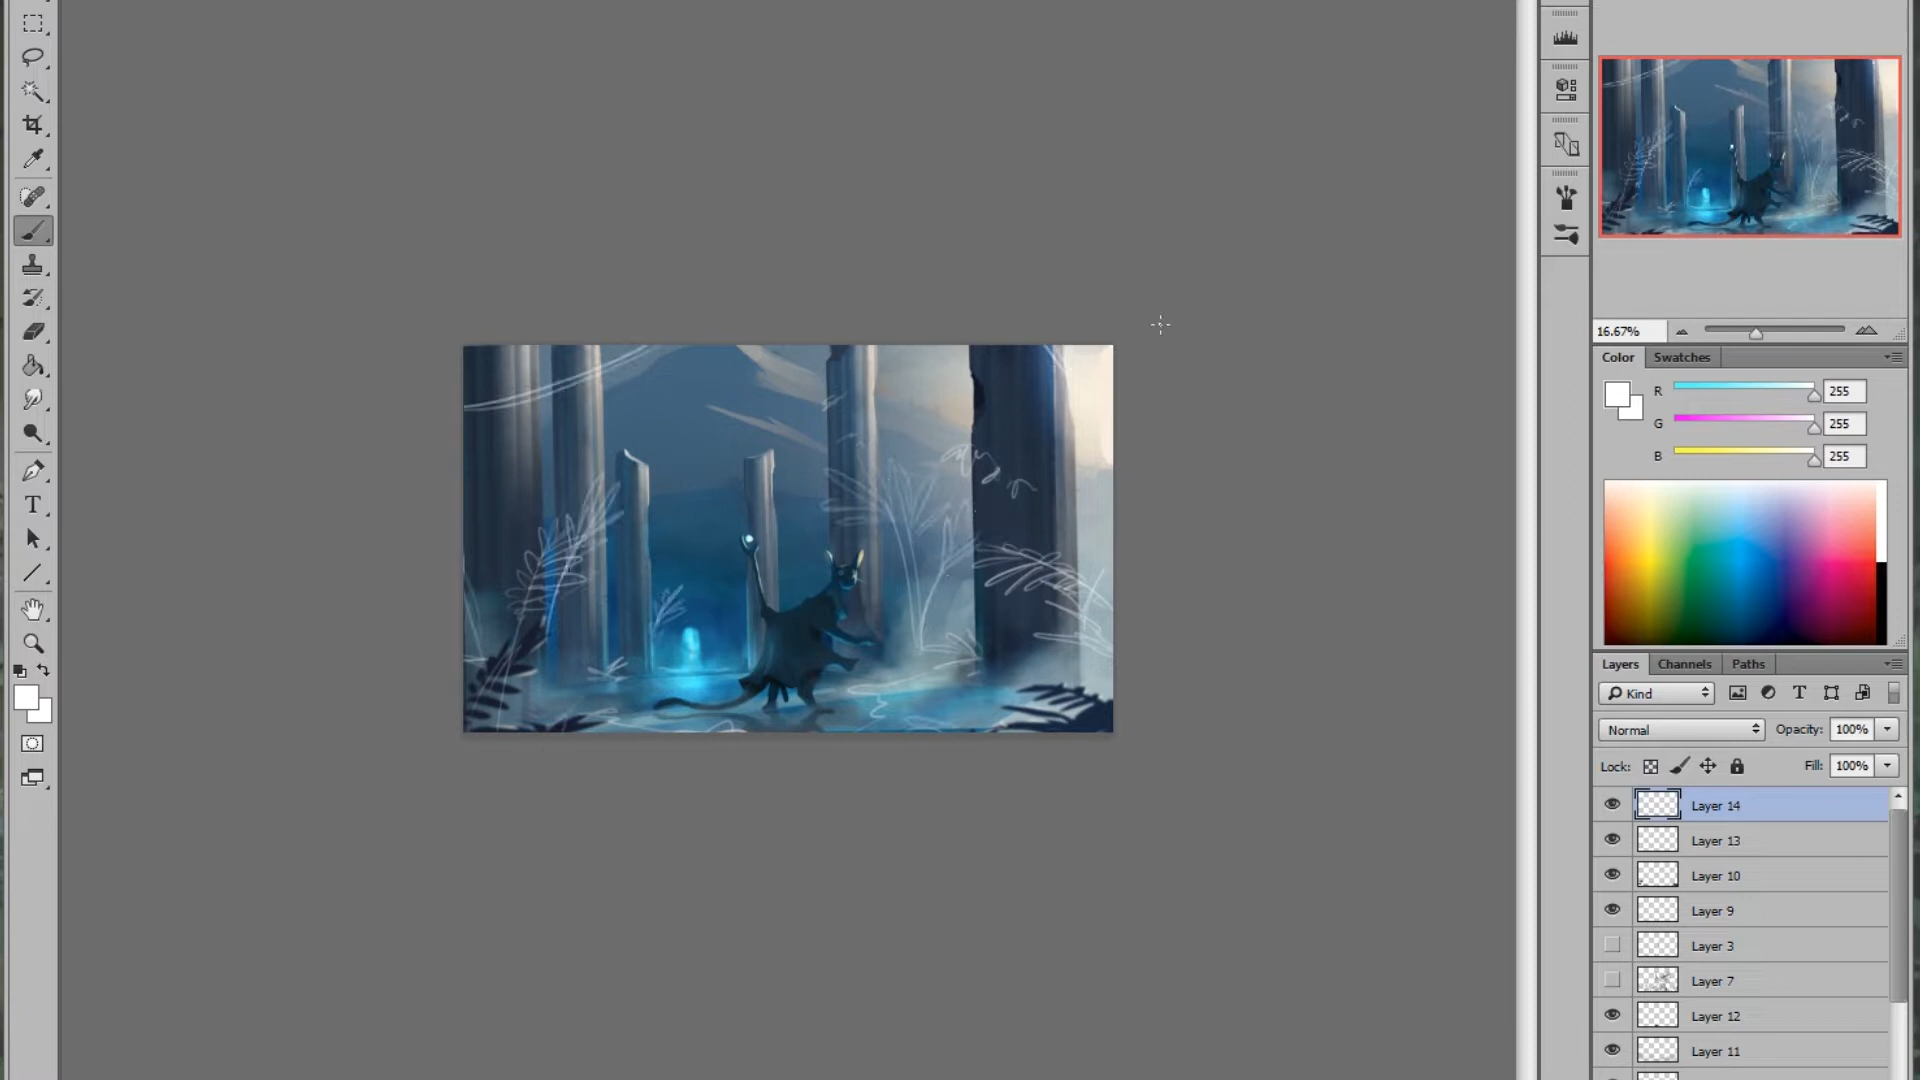 16.67%
Color Swatches
R 255
G 255
B 255
T
Layers Channels Paths
Kind T
Normal Opacity: 100%
Lock: Fill: 100%
Layer 14
Layer 13
Layer 10
Layer 9
Layer 3
Layer 7
Layer 12
Layer 11